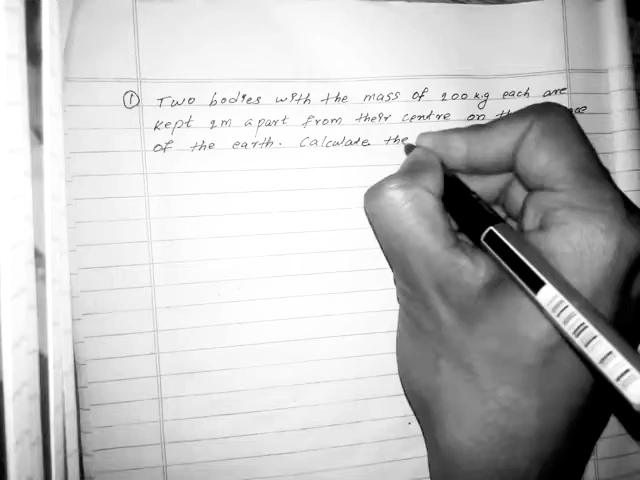 ① Two bodies with the mass of 200 kg each are
kept 2m apart from their centre on
of the earth. Calculate the